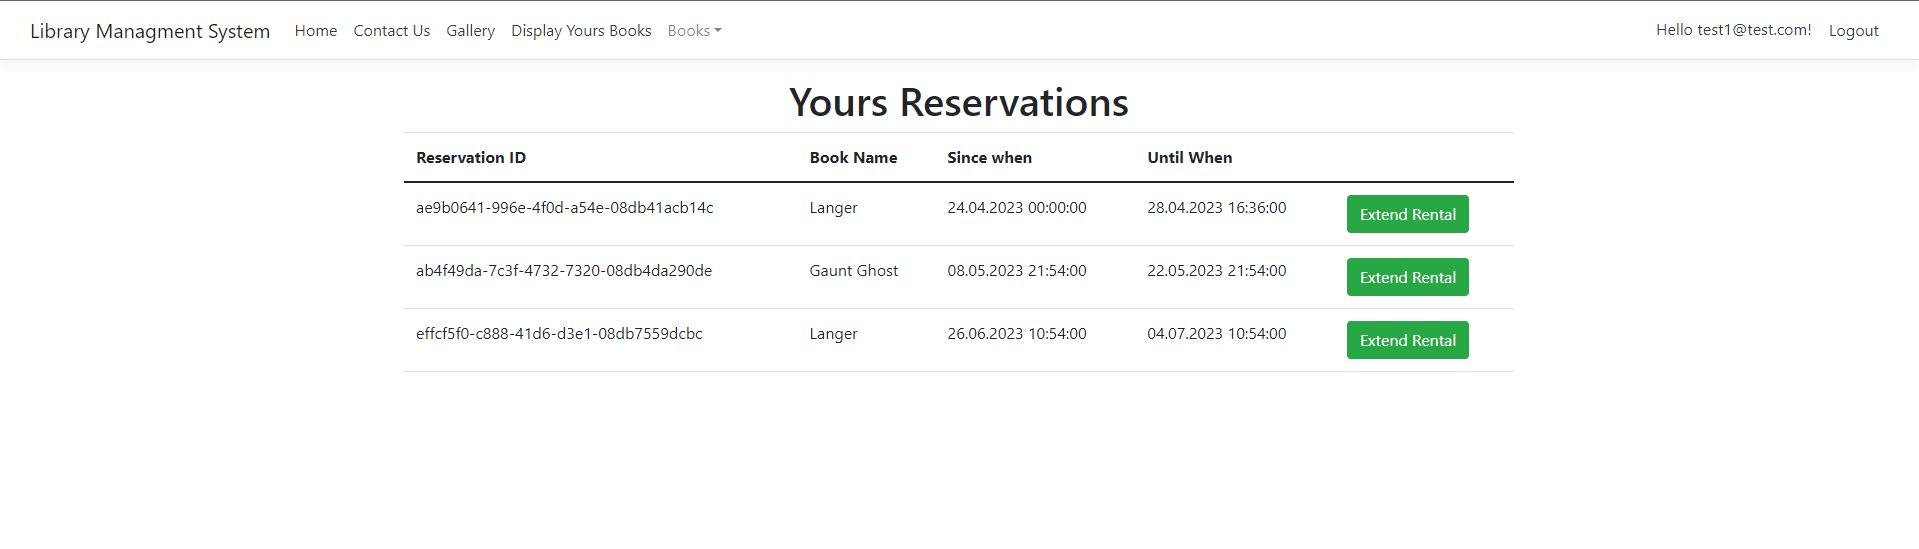 Library Managment System Home Contact Us Gallery Display Yours Books Books Hello test1@test.com! Logout
Yours Reservations
Reservation ID Book Name Since when Until When
ae9b0641-996e-4f0d-a54e-08db41acb14c Langer 24.04.2023 00:00:00 28.04.2023 16:36:00 Extend Rental
ab4f49da-7c3f-4732-7320-08db4da290de Gaunt Ghost 08.05.2023 21:54:00 22.05.2023 21:54:00 Extend Rental
effcf5f0-c888-41d6-d3e1-08db7559dcbc Langer 26.06.2023 10:54:00 04.07.2023 10:54:00 Extend Rental